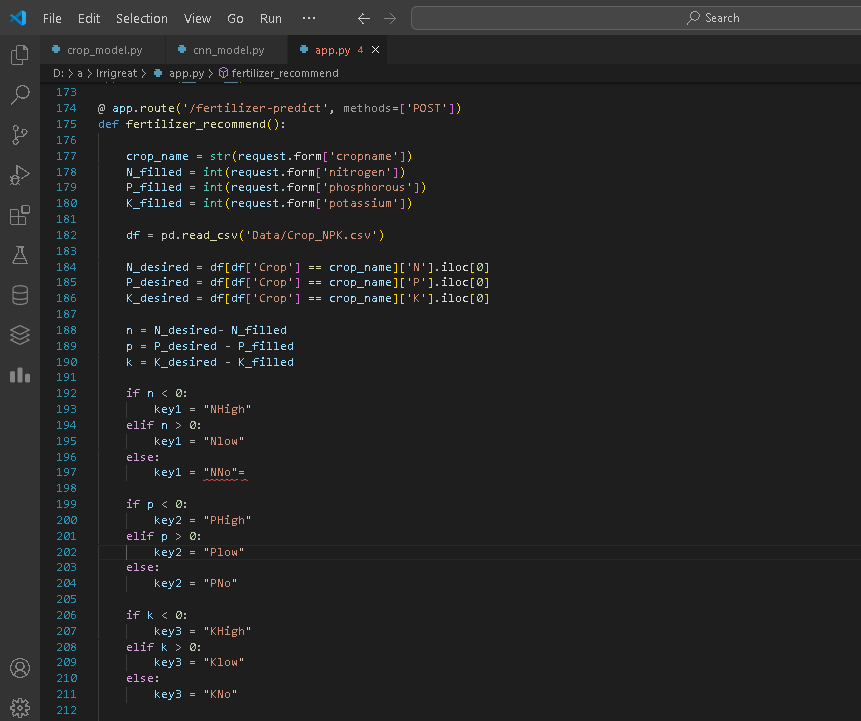 File Edit Selection View Go Run ··· ← → Search
crop_model.py cnn_model.py app.py 4 ×
D: > a > Irrigreat > app.py > fertilizer_recommend
173
174 @ app.route('/fertilizer-predict', methods=['POST'])
175 def fertilizer_recommend():
176
177 crop_name = str(request.form['cropname'])
178 N_filled = int(request.form['nitrogen'])
179 P_filled = int(request.form['phosphorous'])
180 K_filled = int(request.form['potassium'])
181
182 df = pd.read_csv('Data/Crop_NPK.csv')
183
184 N_desired = df[df['Crop'] == crop_name]['N'].iloc[0]
185 P_desired = df[df['Crop'] == crop_name]['P'].iloc[0]
186 K_desired = df[df['Crop'] == crop_name]['K'].iloc[0]
187
188 n = N_desired- N_filled
189 p = P_desired - P_filled
190 k = K_desired - K_filled
191
192 if n < 0:
193 key1 = "NHigh"
194 elif n > 0:
195 key1 = "Nlow"
196 else:
197 key1 = "NNo"=
198
199 if p < 0:
200 key2 = "PHigh"
201 elif p > 0:
202 key2 = "Plow"
203 else:
204 key2 = "PNo"
205
206 if k < 0:
207 key3 = "KHigh"
208 elif k > 0:
209 key3 = "Klow"
210 else:
211 key3 = "KNo"
212